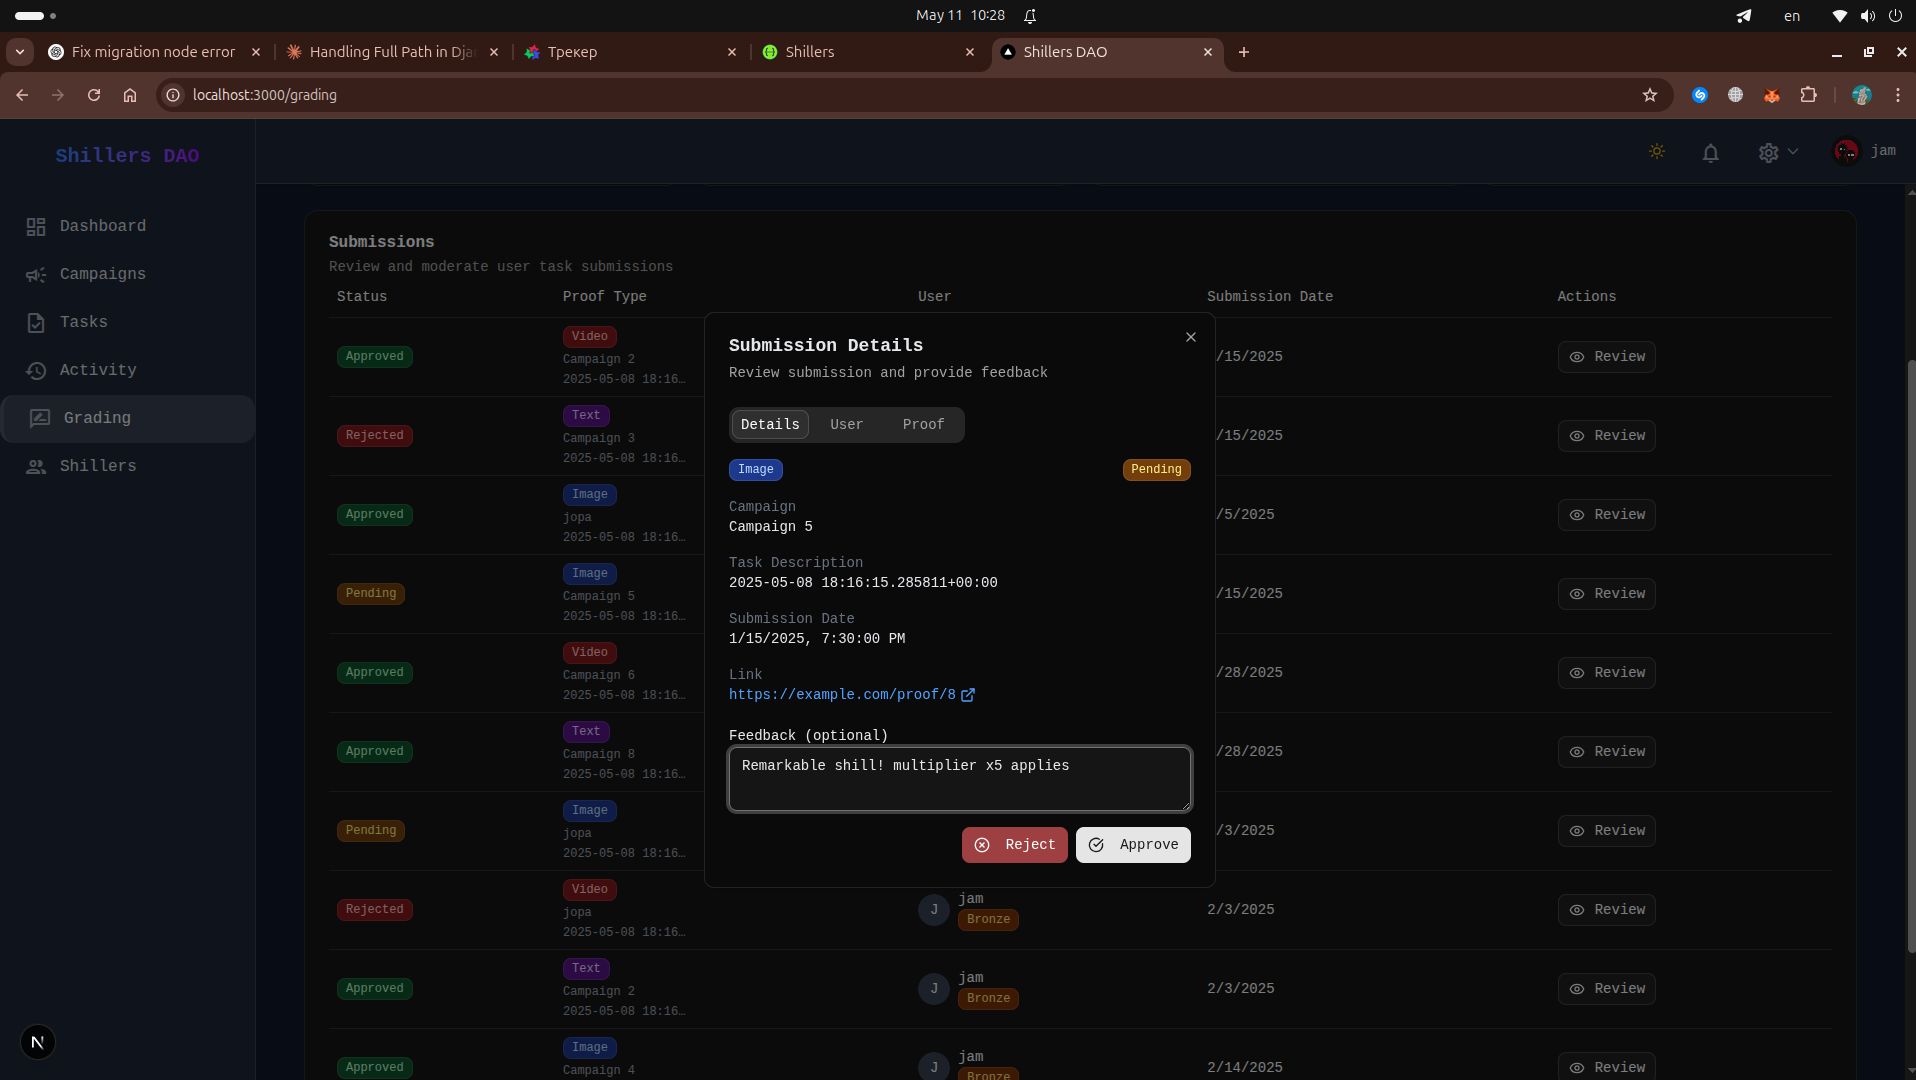 May 11 10:28
en
Fix migration node error
Handling Full Path in Dja
Трекер
Shillers
Shillers DAO
localhost:3000/grading
Shillers DAO
jam
Dashboard
Campaigns
Tasks
Activity
Grading
Shillers
Submissions
Review and moderate user task submissions
Status Proof Type User Submission Date Actions
Approved Video /15/2025 Review
Campaign 2
2025-05-08 18:16…
Rejected Text /15/2025 Review
Campaign 3
2025-05-08 18:16…
Approved Image /5/2025 Review
jopa
2025-05-08 18:16…
Pending Image /15/2025 Review
Campaign 5
2025-05-08 18:16…
Approved Video /28/2025 Review
Campaign 6
2025-05-08 18:16…
Approved Text /28/2025 Review
Campaign 8
2025-05-08 18:16…
Pending Image /3/2025 Review
jopa
2025-05-08 18:16…
Rejected Video J jam Bronze 2/3/2025 Review
jopa
2025-05-08 18:16…
Approved Text J jam Bronze 2/3/2025 Review
Campaign 2
2025-05-08 18:16…
Approved Image J jam Bronze 2/14/2025 Review
Campaign 4
Submission Details
Review submission and provide feedback
Details User Proof
Image Pending
Campaign
Campaign 5
Task Description
2025-05-08 18:16:15.285811+00:00
Submission Date
1/15/2025, 7:30:00 PM
Link
https://example.com/proof/8
Feedback (optional)
Remarkable shill! multiplier x5 applies
Reject Approve
N